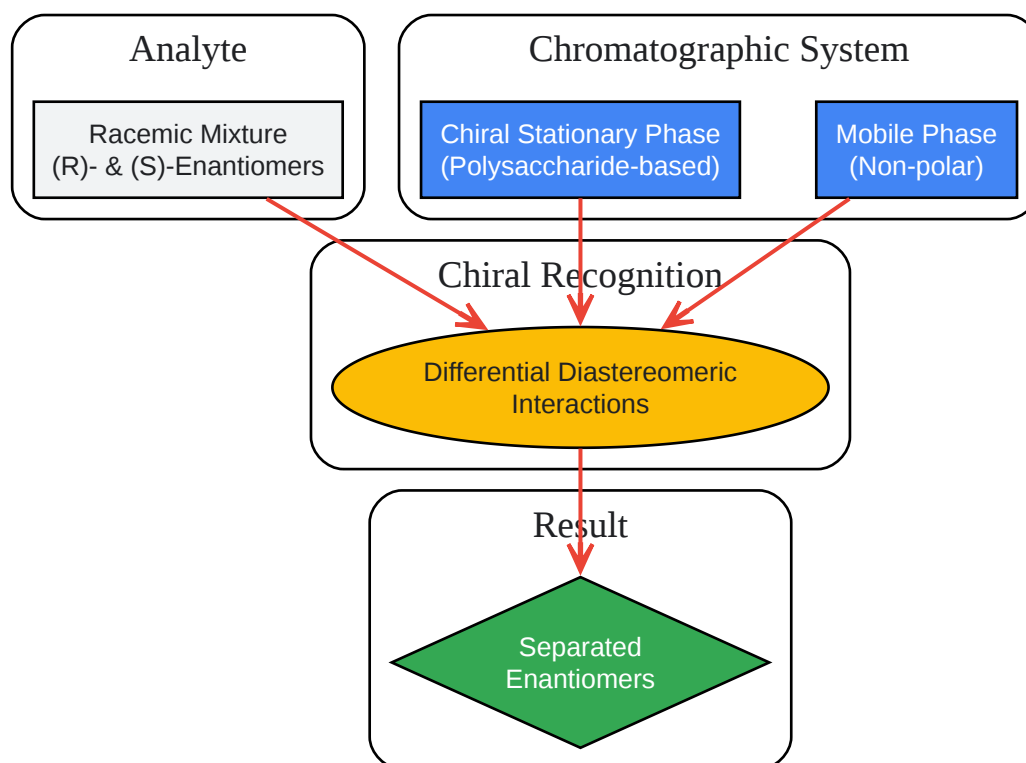 Analyte
Racemic Mixture
(R)- & (S)-Enantiomers
Chromatographic System
Chiral Stationary Phase
(Polysaccharide-based)
Mobile Phase
(Non-polar)
Chiral Recognition
Differential Diastereomeric
Interactions
Result
Separated
Enantiomers